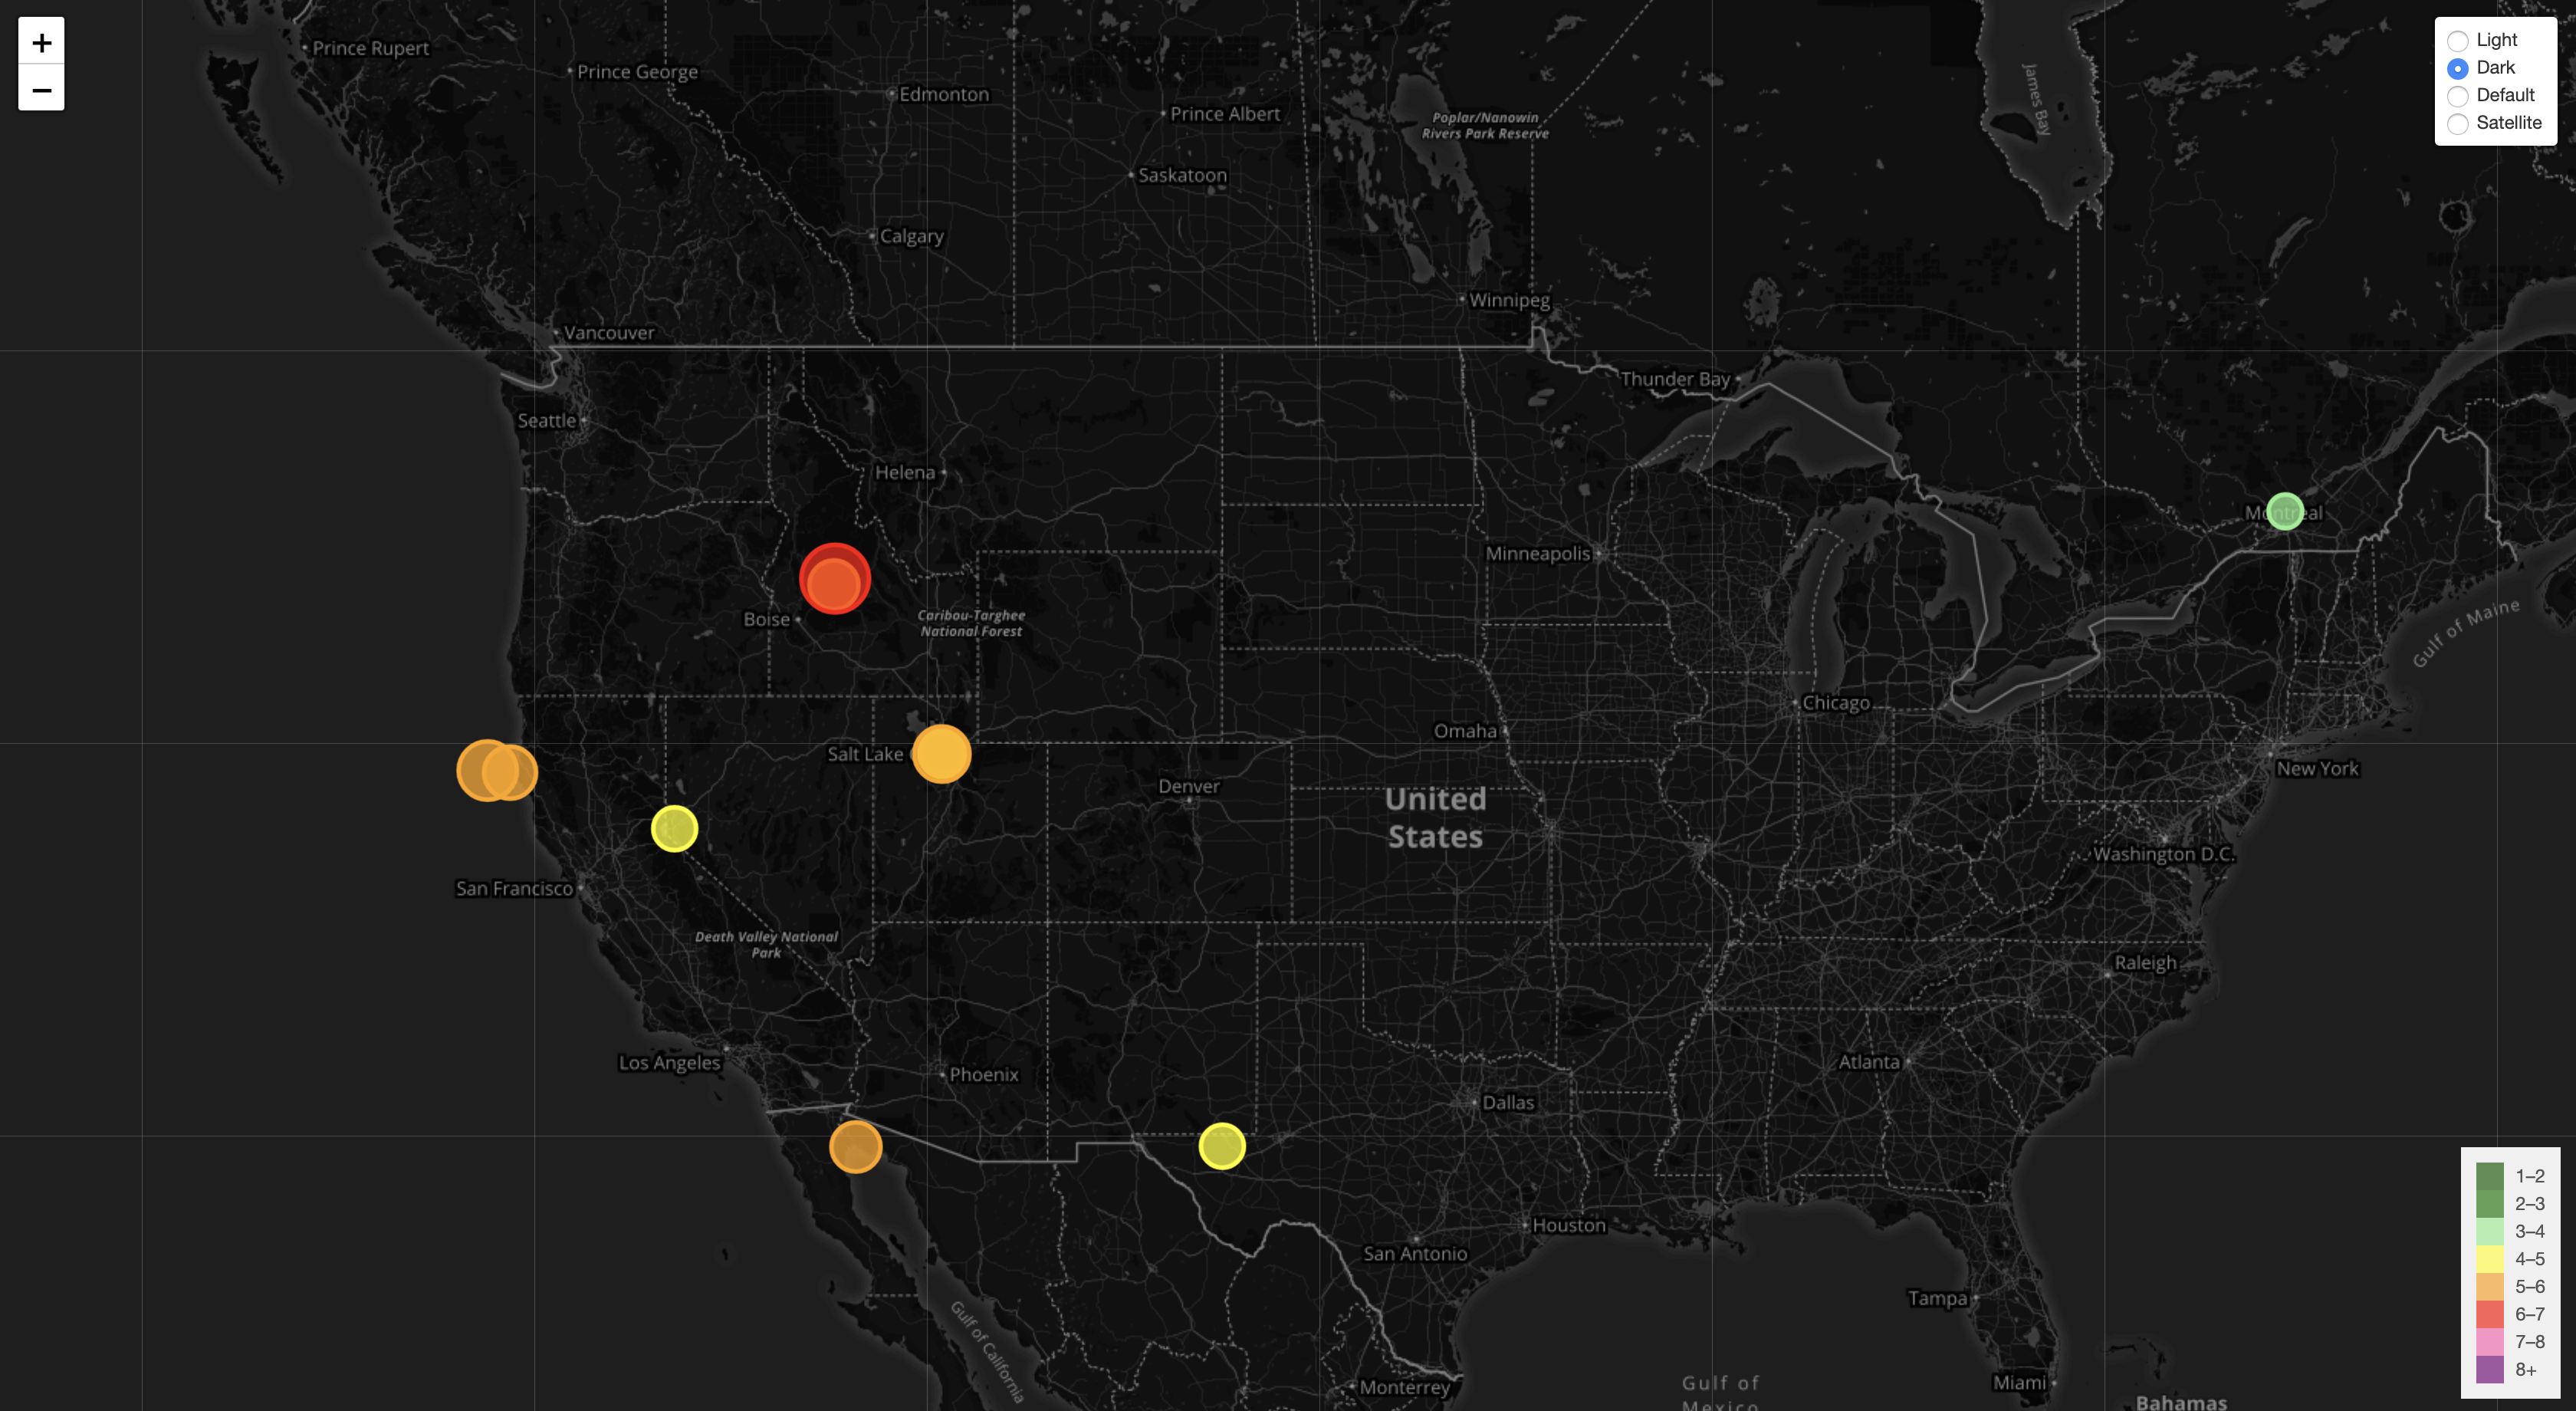 +
−
Prince Rupert
Prince George
Edmonton
Prince Albert
Saskatoon
Calgary
Poplar/Nanowin
Rivers Park Reserve
Winnipeg
James Bay
Light
Dark
Default
Satellite
Vancouver
Seattle
Helena
Thunder Bay
Minneapolis
Montreal
Boise
Caribou-Targhee
National Forest
Gulf of Maine
Salt Lake
Omaha
Chicago
Denver
New York
United
States
Washington D.C.
San Francisco
Death Valley National
Park
Raleigh
Los Angeles
Phoenix
Atlanta
Dallas
Houston
San Antonio
Tampa
Gulf of California
Monterrey
Gulf of
Mexico
Miami
Bahamas
1–2
2–3
3–4
4–5
5–6
6–7
7–8
8+